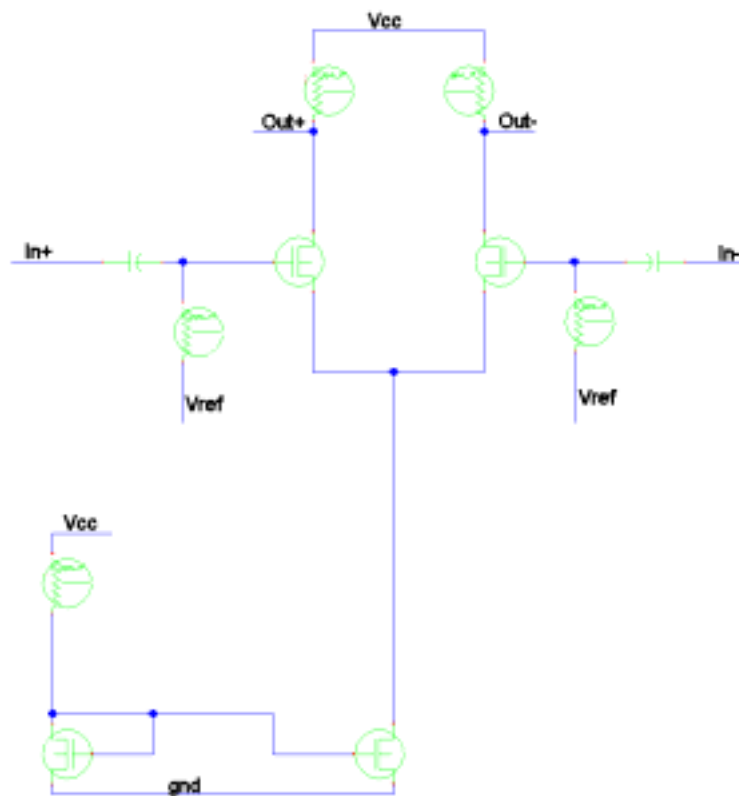 Vcc
Out+
Out-
In+
In-
Vref
Vref
Vcc
gnd